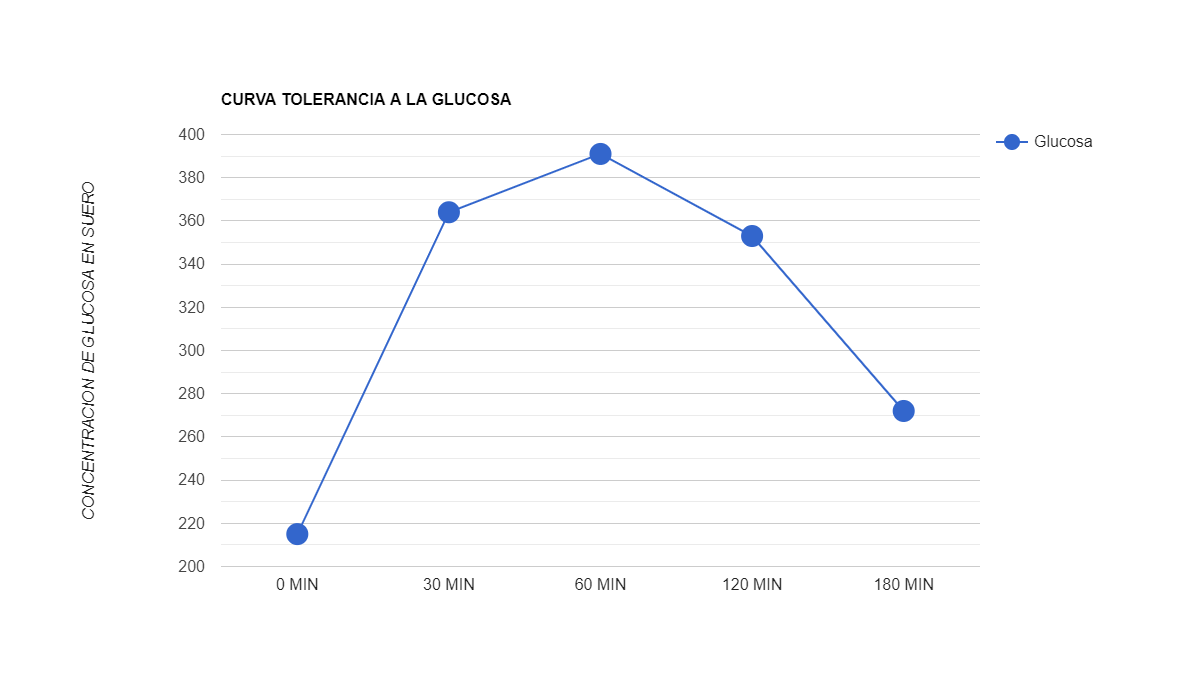 CURVA TOLERANCIA A LA GLUCOSA
Glucosa
CONCENTRACION DE GLUCOSA EN SUERO
400
380
360
340
320
300
280
260
240
220
200
0 MIN
30 MIN
60 MIN
120 MIN
180 MIN